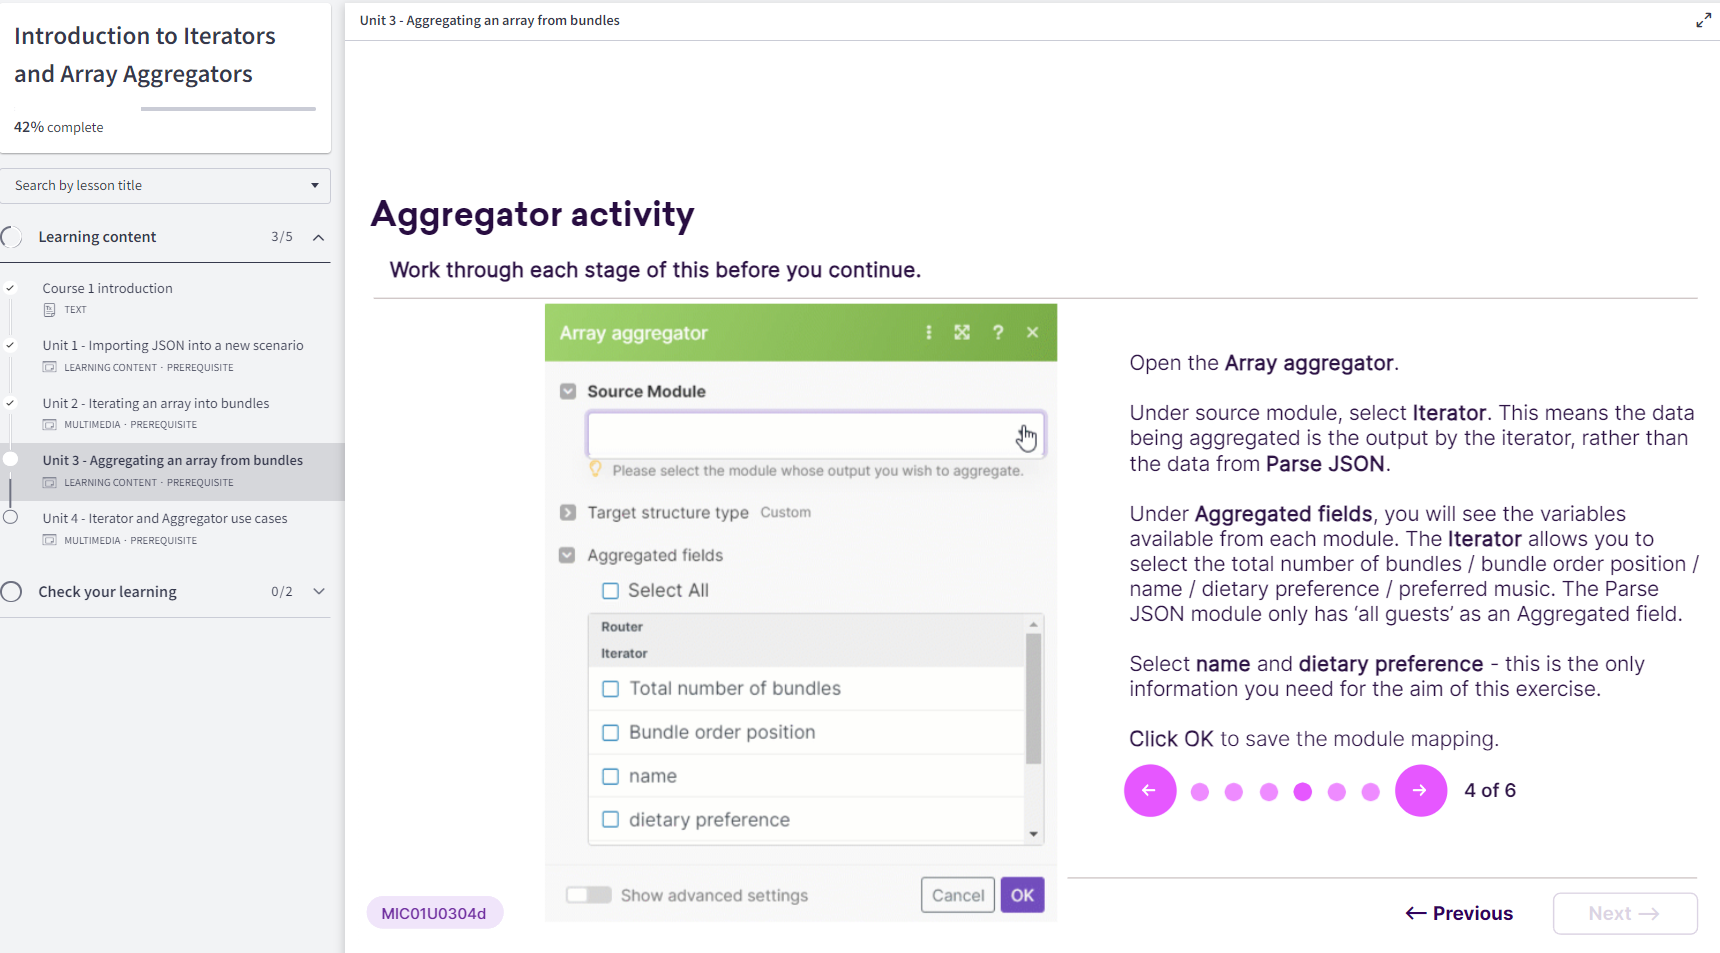 Introduction to Iterators
and Array Aggregators
42% complete
Search by lesson title
Learning content 3/5
Course 1 introduction
TEXT
Unit 1 - Importing JSON into a new scenario
LEARNING CONTENT · PREREQUISITE
Unit 2 - Iterating an array into bundles
MULTIMEDIA · PREREQUISITE
Unit 3 - Aggregating an array from bundles
LEARNING CONTENT · PREREQUISITE
Unit 4 - Iterator and Aggregator use cases
MULTIMEDIA · PREREQUISITE
Check your learning 0/2
Unit 3 - Aggregating an array from bundles
Aggregator activity
Work through each stage of this before you continue.
Array aggregator
?
Source Module
Please select the module whose output you wish to aggregate.
Target structure type Custom
Aggregated fields
Select All
Router
Iterator
Total number of bundles
Bundle order position
name
dietary preference
Show advanced settings
Cancel OK
Open the Array aggregator.
Under source module, select Iterator. This means the data
being aggregated is the output by the iterator, rather than
the data from Parse JSON.
Under Aggregated fields, you will see the variables
available from each module. The Iterator allows you to
select the total number of bundles / bundle order position /
name / dietary preference / preferred music. The Parse
JSON module only has ‘all guests’ as an Aggregated field.
Select name and dietary preference - this is the only
information you need for the aim of this exercise.
Click OK to save the module mapping.
← → 4 of 6
MIC01U0304d
← Previous
Next →